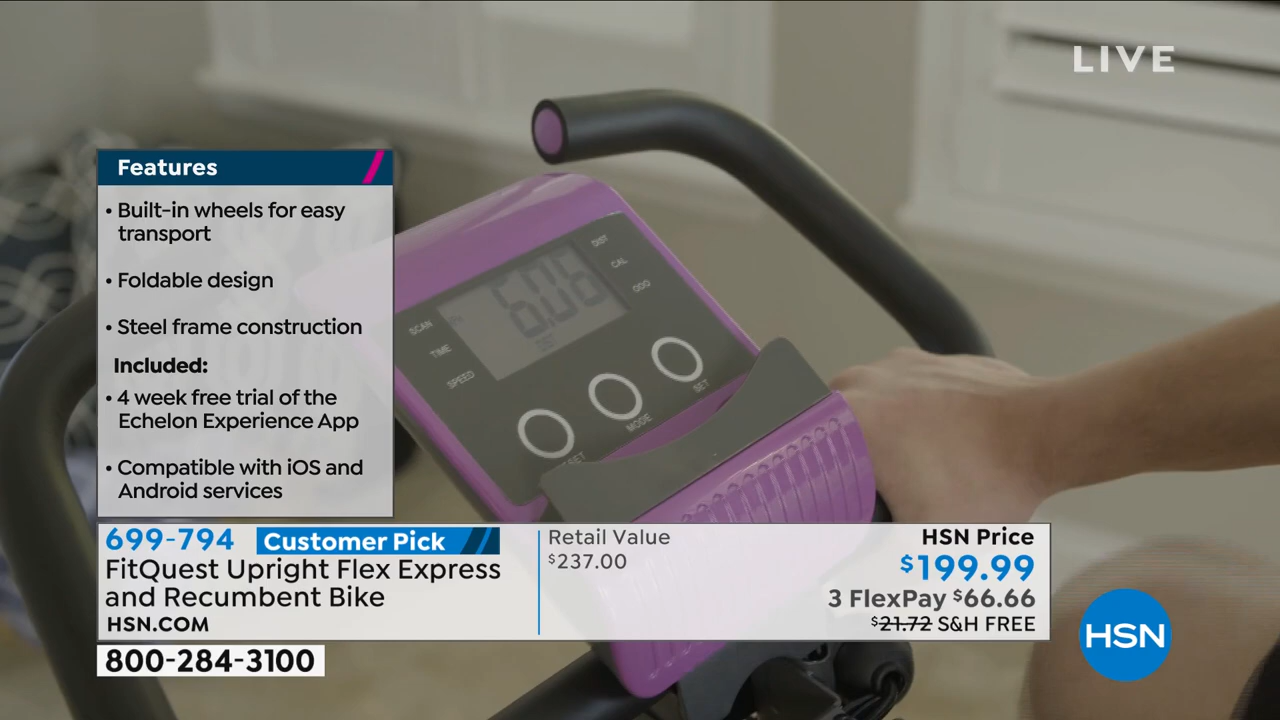 LIVE
Features
• Built-in wheels for easy
transport
• Foldable design
• Steel frame construction
Included:
• 4 week free trial of the
Echelon Experience App
• Compatible with iOS and
Android services
SCAN
TIME
SPEED
6.06
DIST
CAL
ODO
MODE
SET
699-794 Customer Pick
FitQuest Upright Flex Express
and Recumbent Bike
HSN.COM
Retail Value
$237.00
HSN Price
$199.99
3 FlexPay $66.66
$21.72 S&H FREE
HSN
800-284-3100